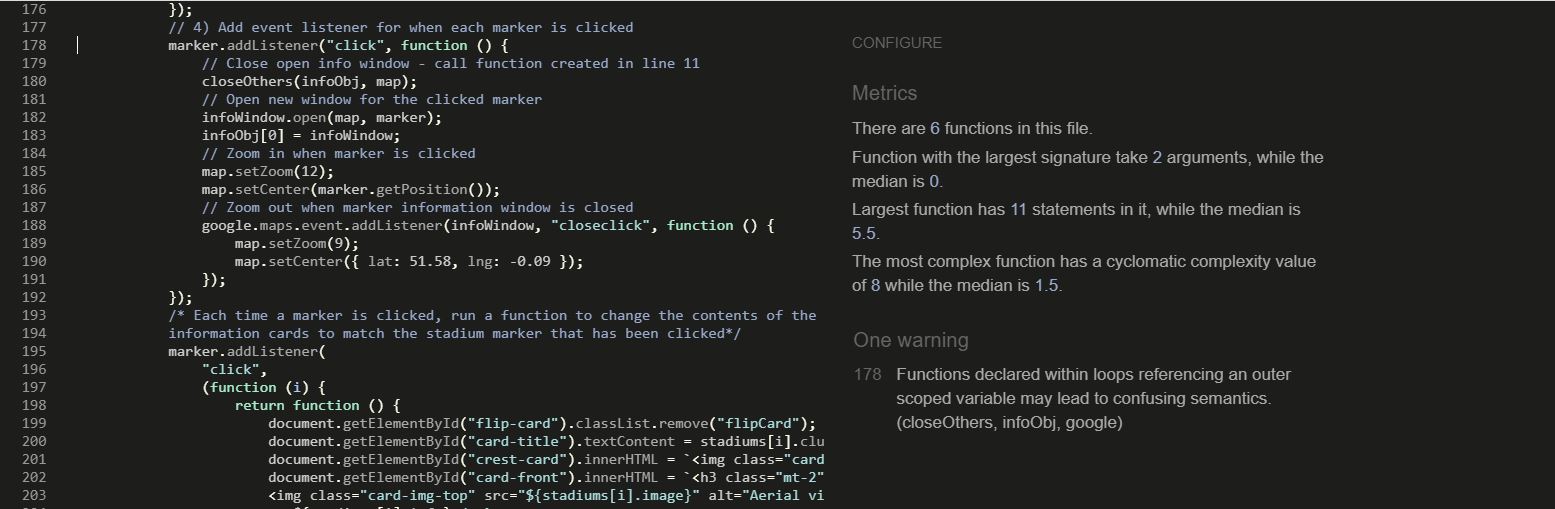 176 });
177 // 4) Add event listener for when each marker is clicked
178 marker.addListener("click", function () {
179 // Close open info window - call function created in line 11
180 closeOthers(infoObj, map);
181 // Open new window for the clicked marker
182 infoWindow.open(map, marker);
183 infoObj[0] = infoWindow;
184 // Zoom in when marker is clicked
185 map.setZoom(12);
186 map.setCenter(marker.getPosition());
187 // Zoom out when marker information window is closed
188 google.maps.event.addListener(infoWindow, "closeclick", function () {
189 map.setZoom(9);
190 map.setCenter({ lat: 51.58, lng: -0.09 });
191 });
192 });
193 /* Each time a marker is clicked, run a function to change the contents of the
194 information cards to match the stadium marker that has been clicked*/
195 marker.addListener(
196 "click",
197 (function (i) {
198 return function () {
199 document.getElementById("flip-card").classList.remove("flipCard");
200 document.getElementById("card-title").textContent = stadiums[i].clu
201 document.getElementById("crest-card").innerHTML = `<img class="card
202 document.getElementById("card-front").innerHTML = `<h3 class="mt-2"
203 <img class="card-img-top" src="${stadiums[i].image}" alt="Aerial vi
CONFIGURE
Metrics
There are 6 functions in this file.
Function with the largest signature take 2 arguments, while the
median is 0.
Largest function has 11 statements in it, while the median is
5.5.
The most complex function has a cyclomatic complexity value
of 8 while the median is 1.5.
One warning
178 Functions declared within loops referencing an outer
scoped variable may lead to confusing semantics.
(closeOthers, infoObj, google)